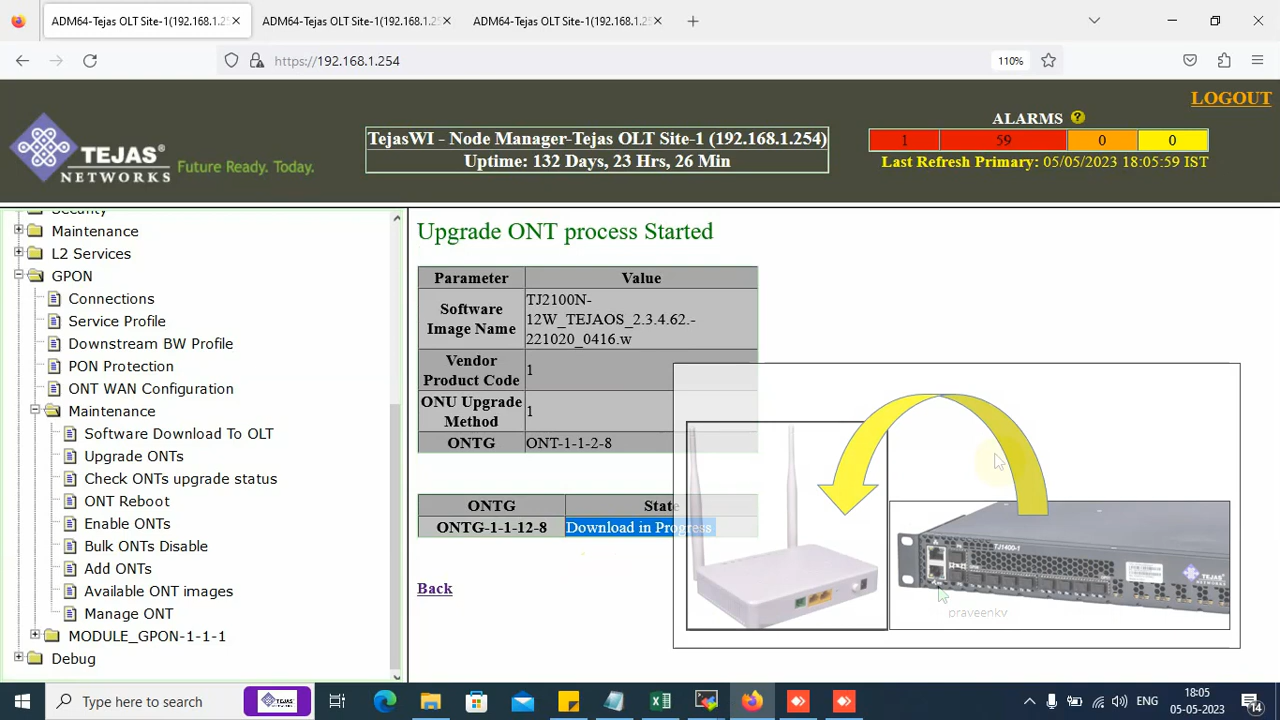 ADM64-Tejas OLT Site-1(192.168.1.2
ADM64-Tejas OLT Site-1(192.168.1.
ADM64-Tejas OLT Site-1(192.168.1.
https://192.168.1.254
110%
LOGOUT
TEJAS
NETWORKS
Future Ready. Today.
TejasWI - Node Manager-Tejas OLT Site-1 (192.168.1.254)
Uptime: 132 Days, 23 Hrs, 26 Min
ALARMS ?
1 59 0 0
Last Refresh Primary: 05/05/2023 18:05:59 IST
Security
Maintenance
L2 Services
GPON
Connections
Service Profile
Downstream BW Profile
PON Protection
ONT WAN Configuration
Maintenance
Software Download To OLT
Upgrade ONTs
Check ONTs upgrade status
ONT Reboot
Enable ONTs
Bulk ONTs Disable
Add ONTs
Available ONT images
Manage ONT
MODULE_GPON-1-1-1
Debug
Upgrade ONT process Started
Parameter Value
Software Image Name
TJ2100N-
12W_TEJAOS_2.3.4.62.-
221020_0416.w
Vendor Product Code 1
ONU Upgrade Method 1
ONTG ONT-1-1-2-8
ONTG State
ONTG-1-1-12-8 Download in Progress
Back
TJ1400-1
TEJAS
praveenkv
Type here to search
TEJAS
ENG
18:05
05-05-2023
14